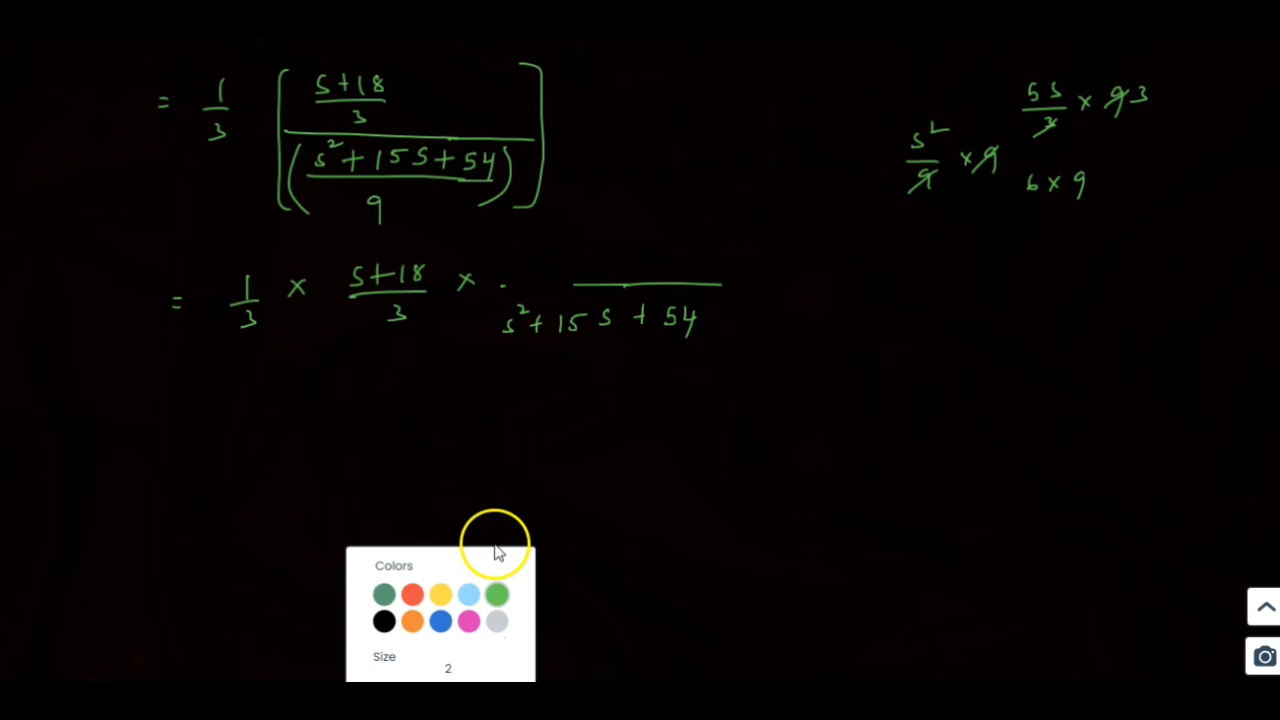 = 1/3 [ ((s+18)/3) / ((s²+15s+54)/9) ]
5s/3 × 9 3
s²/9 × 9
6 × 9
= 1/3 × (s+18)/3 × . /(s²+15s+54)
Colors
Size
2